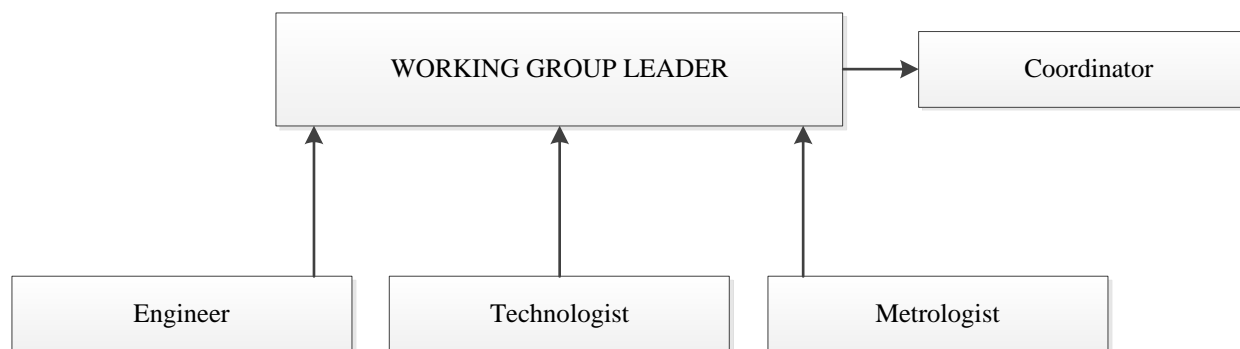 WORKING GROUP LEADER
Coordinator
Engineer
Technologist
Metrologist